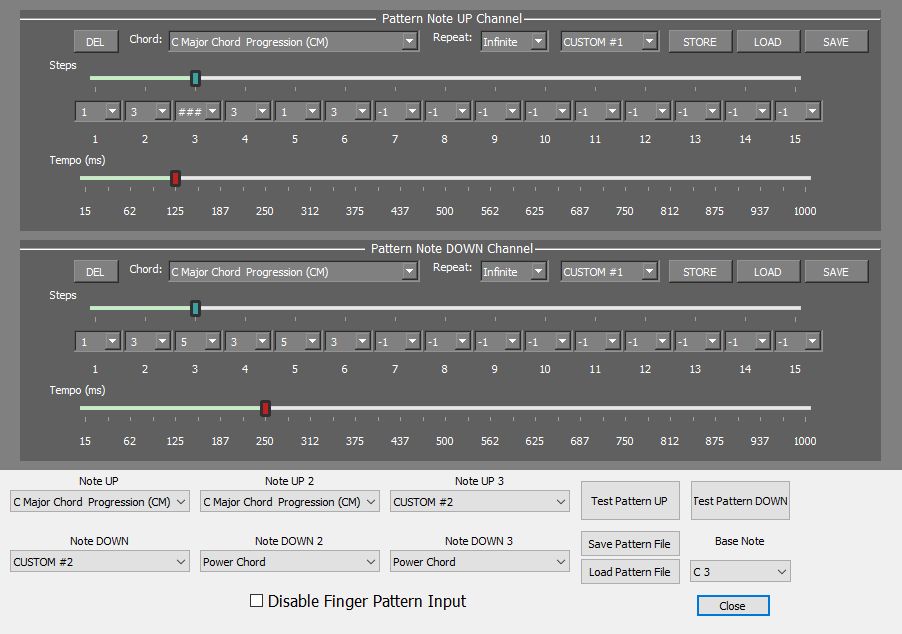 Pattern Note UP Channel
DEL Chord: C Major Chord Progression (CM) Repeat: Infinite CUSTOM #1 STORE LOAD SAVE
Steps
1 3 ### 3 1 3 -1 -1 -1 -1 -1 -1 -1 -1 -1
1 2 3 4 5 6 7 8 9 10 11 12 13 14 15
Tempo (ms)
15 62 125 187 250 312 375 437 500 562 625 687 750 812 875 937 1000
Pattern Note DOWN Channel
DEL Chord: C Major Chord Progression (CM) Repeat: Infinite CUSTOM #1 STORE LOAD SAVE
Steps
1 3 5 3 5 3 -1 -1 -1 -1 -1 -1 -1 -1 -1
1 2 3 4 5 6 7 8 9 10 11 12 13 14 15
Tempo (ms)
15 62 125 187 250 312 375 437 500 562 625 687 750 812 875 937 1000
Note UP Note UP 2 Note UP 3
C Major Chord Progression (CM) C Major Chord Progression (CM) CUSTOM #2 Test Pattern UP Test Pattern DOWN
Note DOWN Note DOWN 2 Note DOWN 3 Save Pattern File Base Note
CUSTOM #2 Power Chord Power Chord Load Pattern File C 3
Disable Finger Pattern Input Close